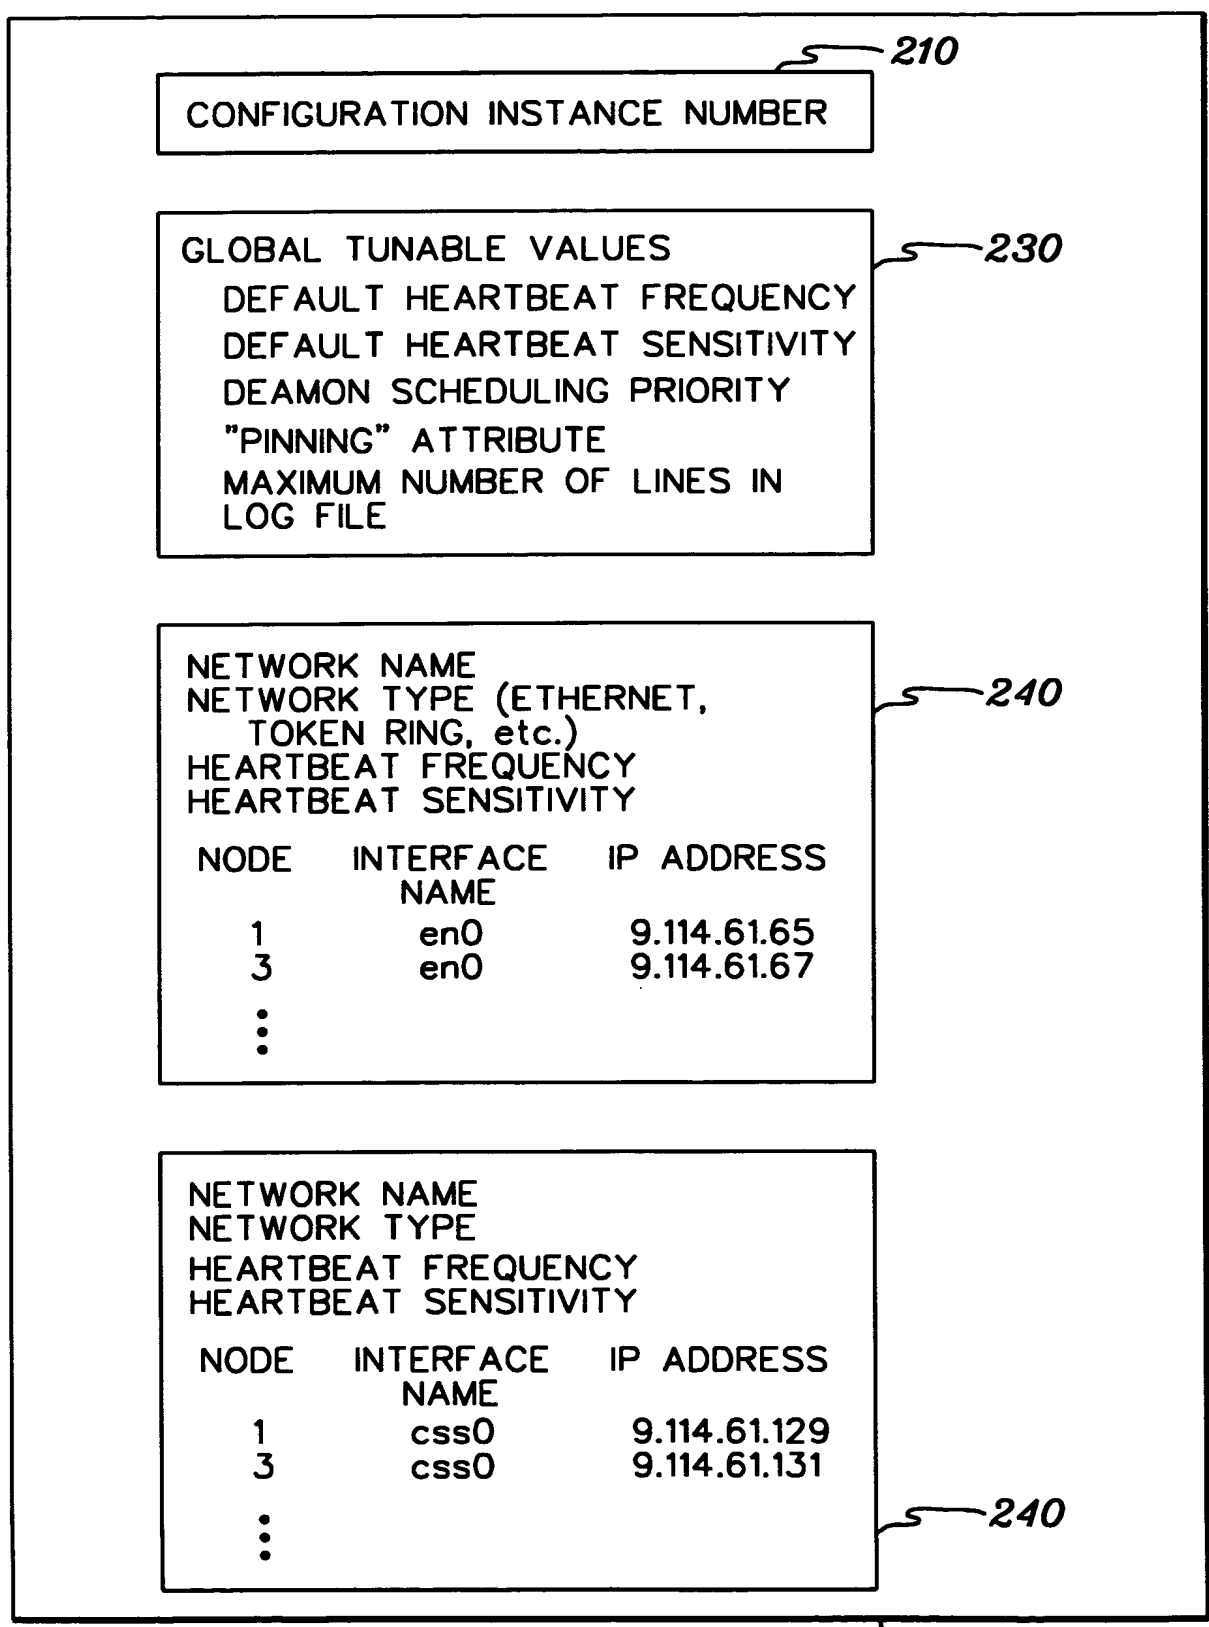 210
CONFIGURATION INSTANCE NUMBER
GLOBAL TUNABLE VALUES
230
DEFAULT HEARTBEAT FREQUENCY
DEFAULT HEARTBEAT SENSITIVITY
DEAMON SCHEDULING PRIORITY
"PINNING" ATTRIBUTE
MAXIMUM NUMBER OF LINES IN
LOG FILE
NETWORK NAME
NETWORK TYPE (ETHERNET,
240
TOKEN RING, etc.)
HEARTBEAT FREQUENCY
HEARTBEAT SENSITIVITY
NODE INTERFACE IP ADDRESS
NAME
1 en0 9.114.61.65
3 en0 9.114.61.67
NETWORK NAME
NETWORK TYPE
HEARTBEAT FREQUENCY
HEARTBEAT SENSITIVITY
NODE INTERFACE IP ADDRESS
NAME
1 css0 9.114.61.129
3 css0 9.114.61.131
240